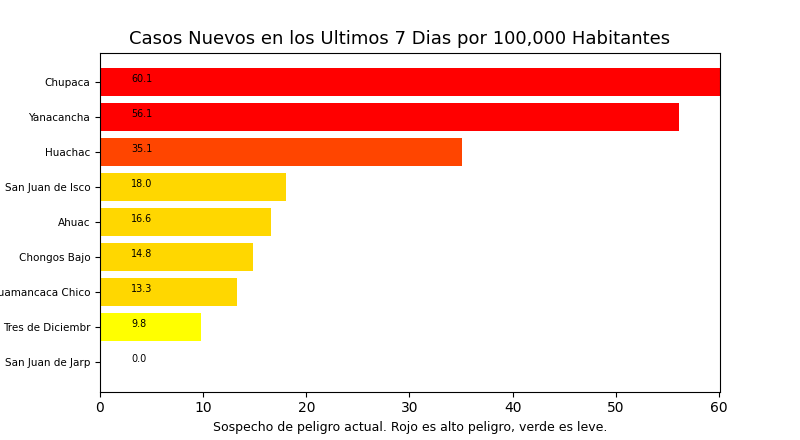 Casos Nuevos en los Ultimos 7 Dias por 100,000 Habitantes
Chupaca 60.1
Yanacancha 56.1
Huachac 35.1
San Juan de Isco 18.0
Ahuac 16.6
Chongos Bajo 14.8
uamancaca Chico 13.3
Tres de Diciembr 9.8
San Juan de Jarp 0.0
0 10 20 30 40 50 60
Sospecho de peligro actual. Rojo es alto peligro, verde es leve.